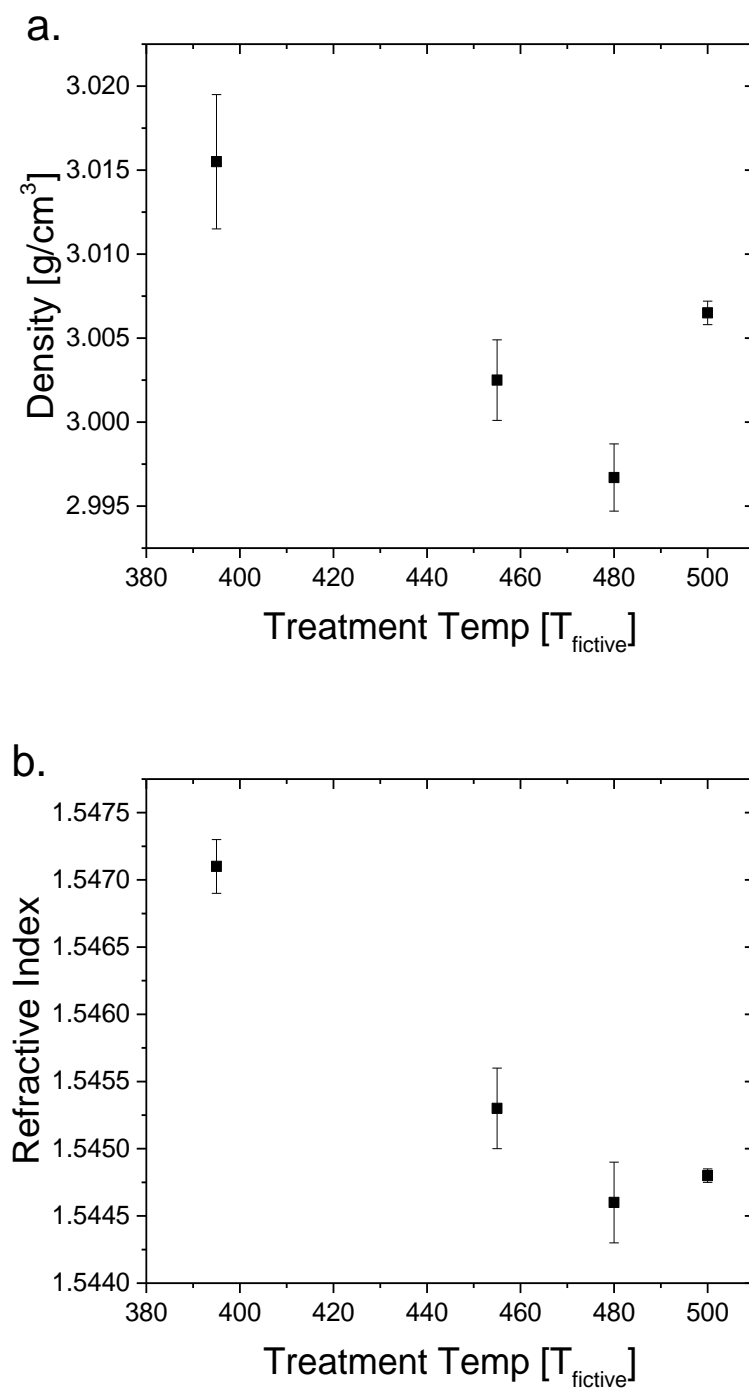 a.
3.020
3.015
3.010
3.005
3.000
2.995
Density [g/cm³]
380 400 420 440 460 480 500
Treatment Temp [T_fictive]
b.
1.5475
1.5470
1.5465
1.5460
1.5455
1.5450
1.5445
1.5440
Refractive Index
380 400 420 440 460 480 500
Treatment Temp [T_fictive]